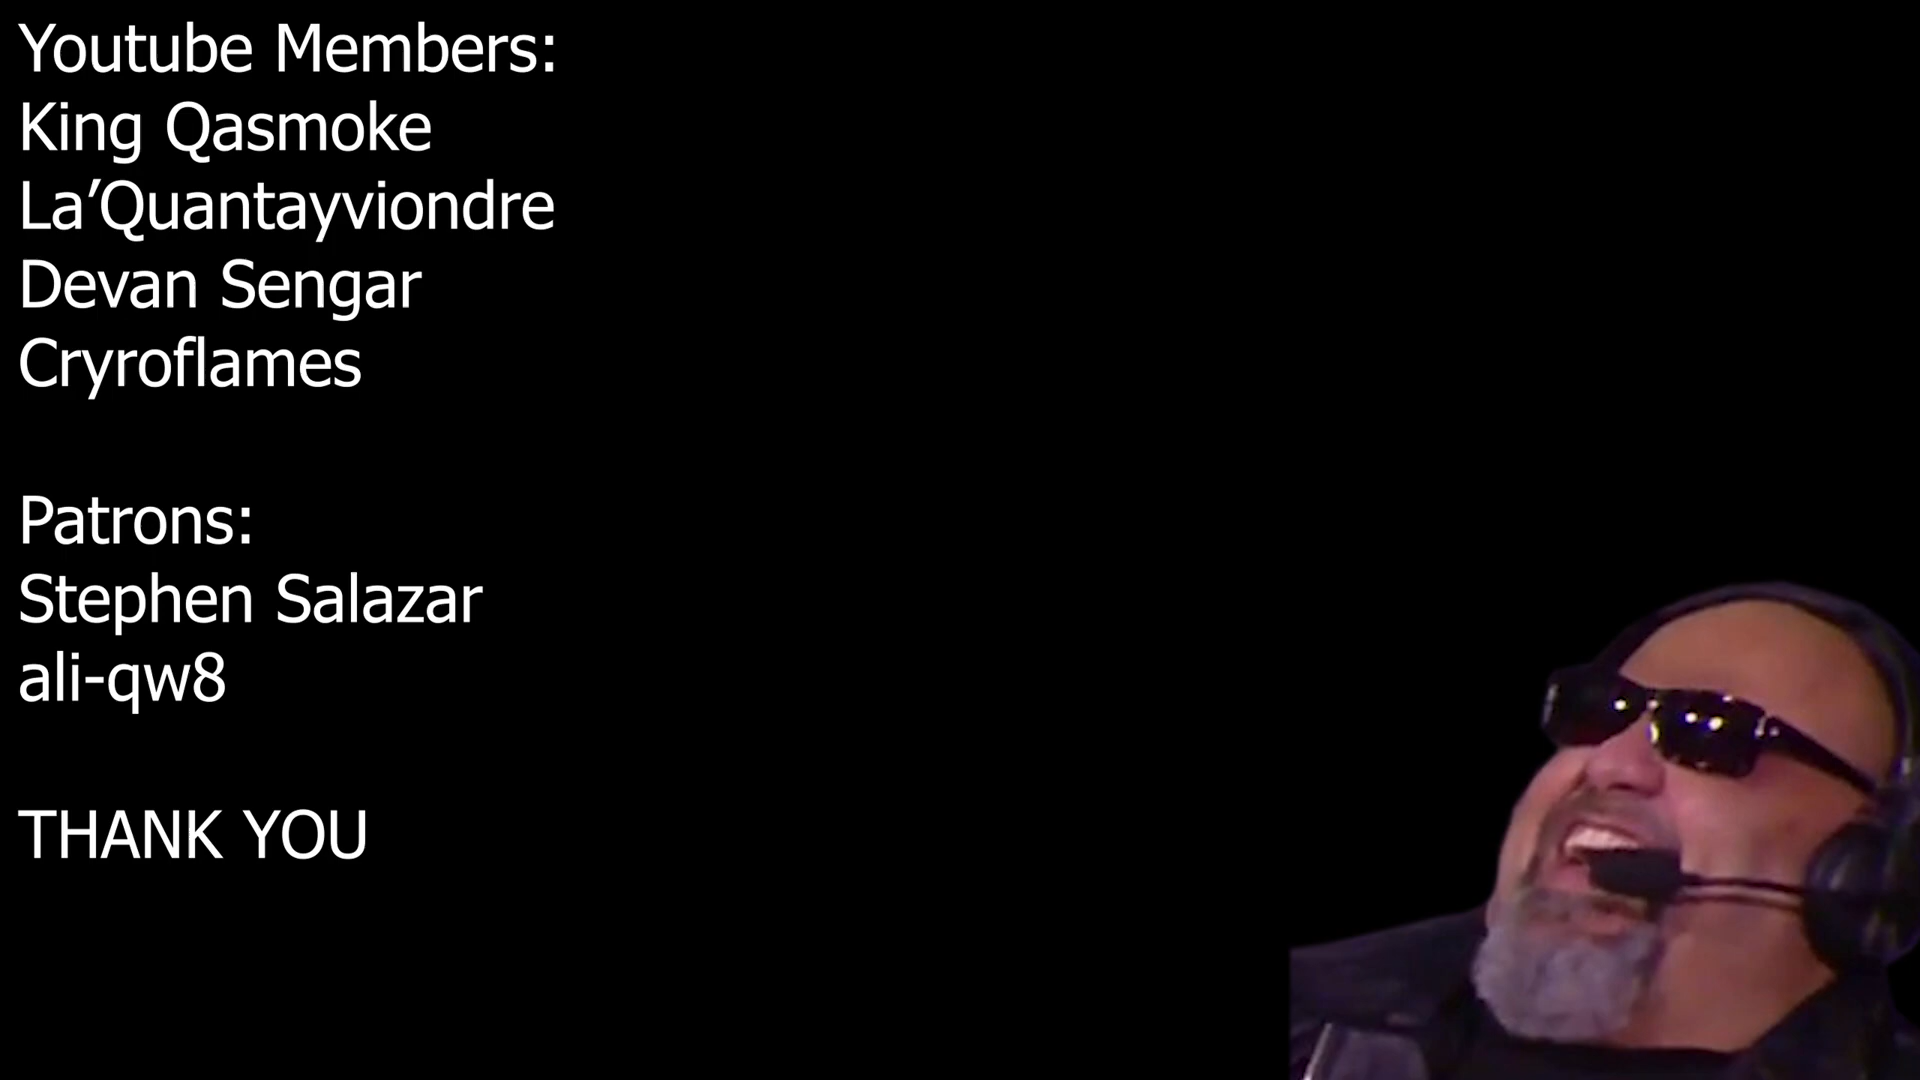 Youtube Members:
King Qasmoke
La’Quantayviondre
Devan Sengar
Cryroflames
Patrons:
Stephen Salazar
ali-qw8
THANK YOU